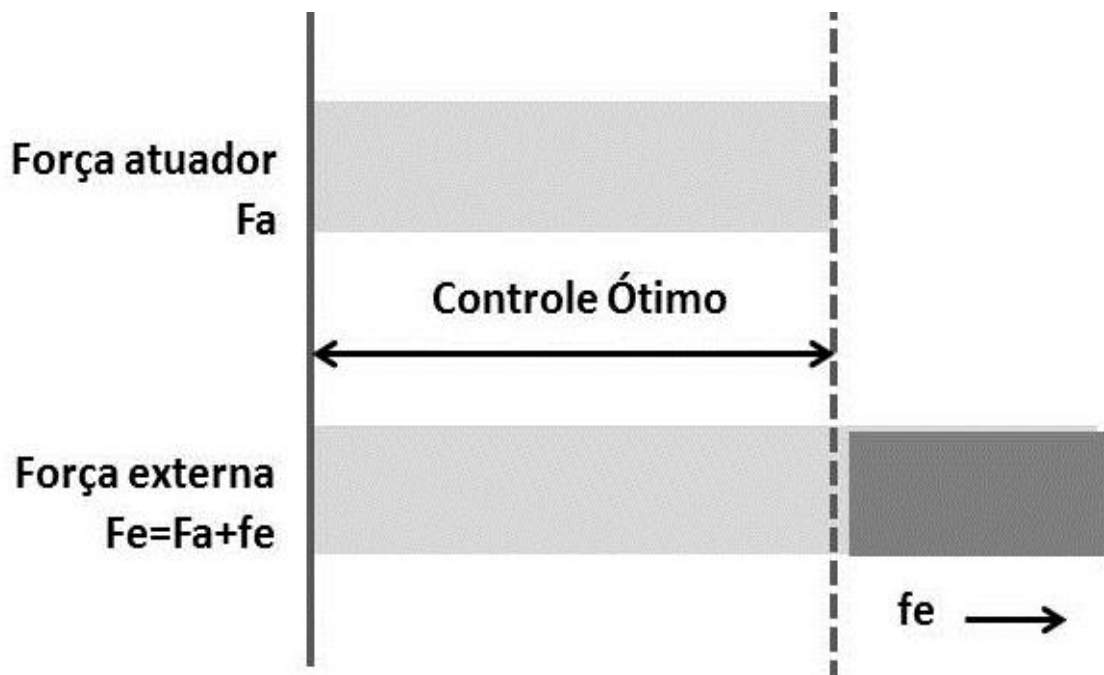 Força atuador
Fa
Controle Ótimo
Força externa
Fe=Fa+fe
fe